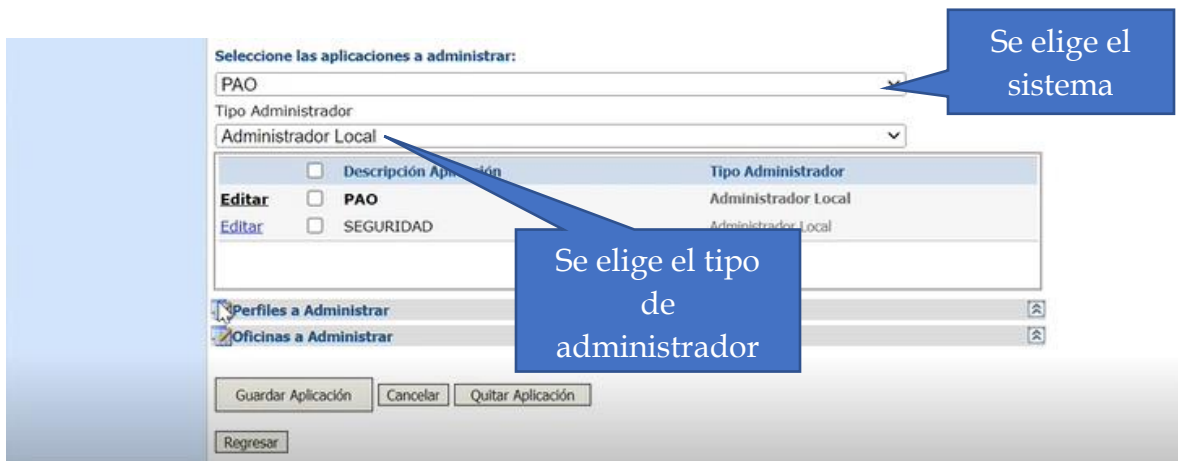 Se elige el
sistema
Seleccione las aplicaciones a administrar:
PAO
Tipo Administrador
Administrador Local
Descripción Aplicación Tipo Administrador
Editar PAO Administrador Local
Editar SEGURIDAD Administrador Local
Se elige el tipo
de
administrador
Perfiles a Administrar
Oficinas a Administrar
Guardar Aplicación Cancelar Quitar Aplicación
Regresar